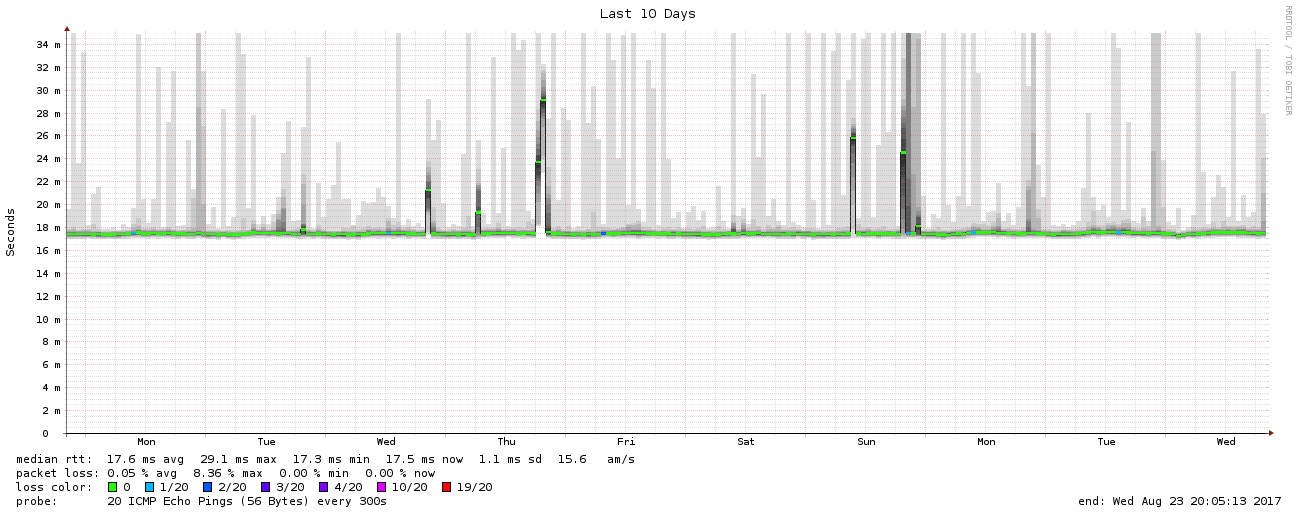 Last 10 Days
RRDTOOL / TOBI OETIKER
Seconds
34 m
32 m
30 m
28 m
26 m
24 m
22 m
20 m
18 m
16 m
14 m
12 m
10 m
8 m
6 m
4 m
2 m
0
Mon Tue Wed Thu Fri Sat Sun Mon Tue Wed
median rtt: 17.6 ms avg 29.1 ms max 17.3 ms min 17.5 ms now 1.1 ms sd 15.6 am/s
packet loss: 0.05 % avg 8.36 % max 0.00 % min 0.00 % now
loss color: 0 1/20 2/20 3/20 4/20 10/20 19/20
probe: 20 ICMP Echo Pings (56 Bytes) every 300s end: Wed Aug 23 20:05:13 2017